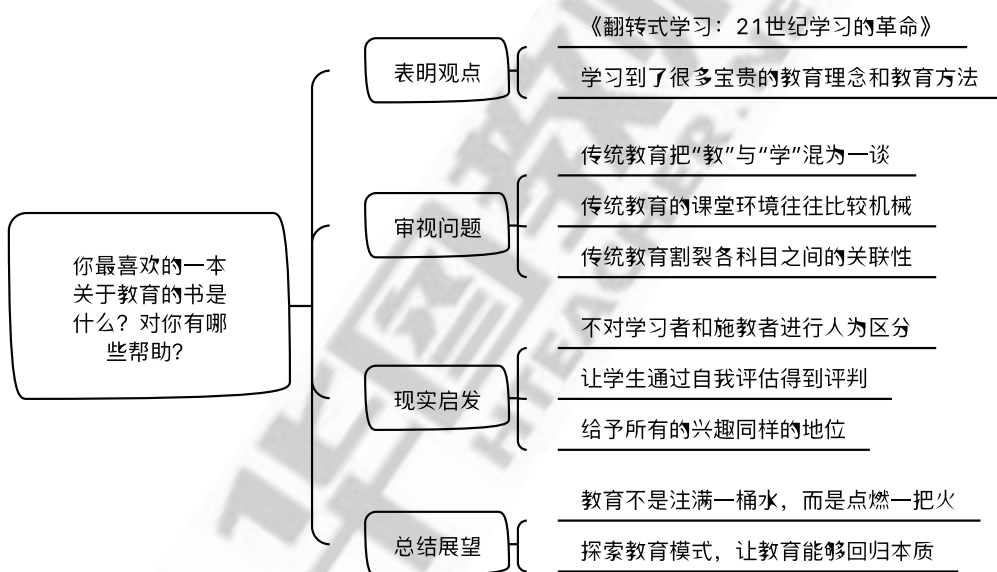 你最喜欢的一本
关于教育的书是
什么？对你有哪
些帮助？
表明观点
《翻转式学习：21世纪学习的革命》
学习到了很多宝贵的教育理念和教育方法
审视问题
传统教育把“教”与“学”混为一谈
传统教育的课堂环境往往比较机械
传统教育割裂各科目之间的关联性
现实启发
不对学习者和施教者进行人为区分
让学生通过自我评估得到评判
给予所有的兴趣同样的地位
总结展望
教育不是注满一桶水，而是点燃一把火
探索教育模式，让教育能够回归本质